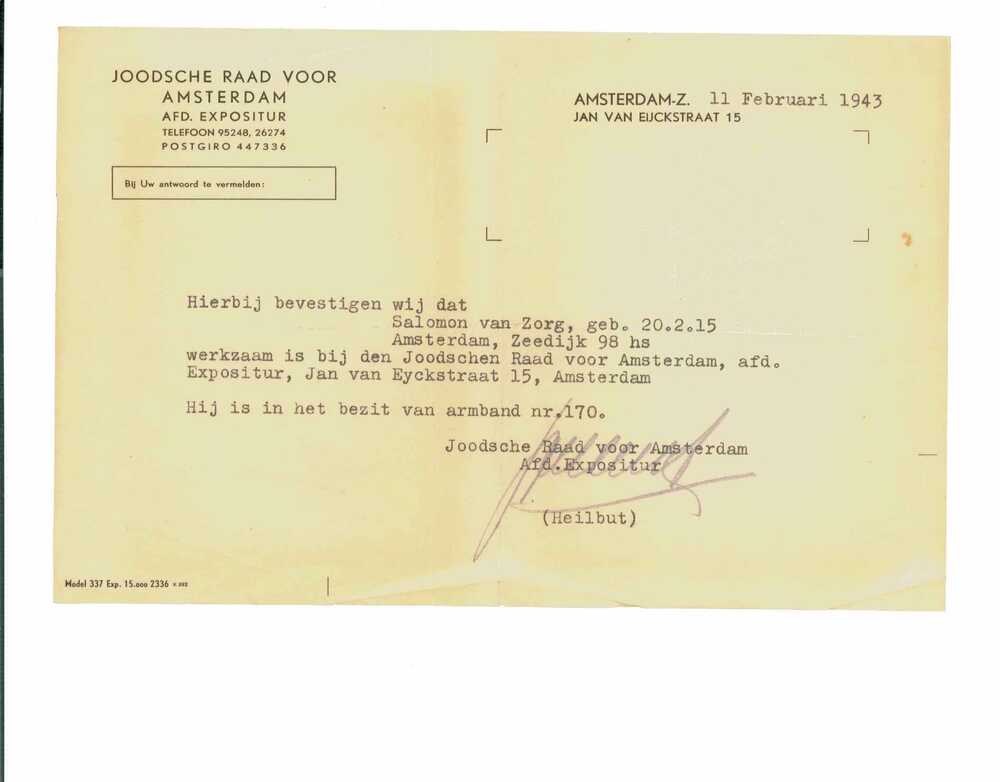 JOODSCHE RAAD VOOR
AMSTERDAM
AFD. EXPOSITUR
TELEFOON 95248, 26274
POSTGIRO 447336
Bij Uw antwoord te vermelden:
AMSTERDAM-Z. 11 Februari 1943
JAN VAN EIJCKSTRAAT 15
Hierbij bevestigen wij dat
Salomon van Zorg, geb. 20.2.15
Amsterdam, Zeedijk 98 hs
werkzaam is bij den Joodschen Raad voor Amsterdam, afd.
Expositur, Jan van Eyckstraat 15, Amsterdam
Hij is in het bezit van armband nr.170.
Joodsche Raad voor Amsterdam
Afd.Expositur
(Heilbut)
Model 337 Exp. 15.000 2336